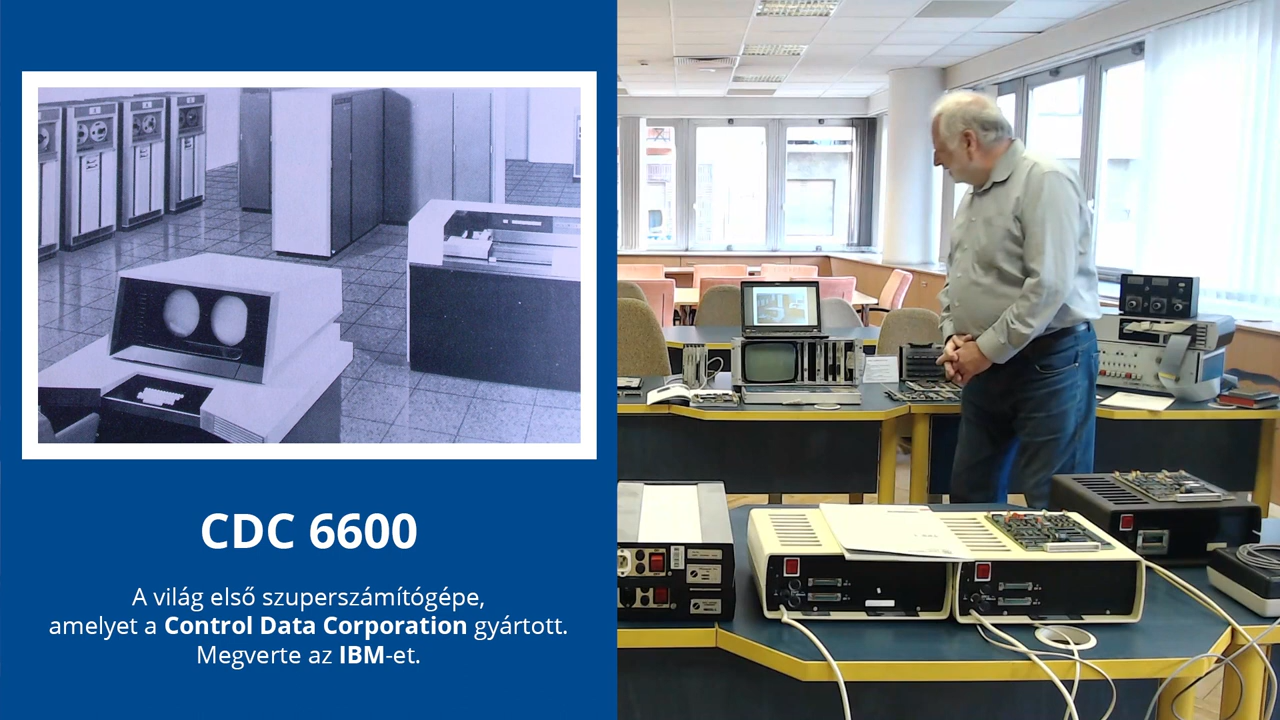 CDC 6600
A világ első szuperszámítógépe,
amelyet a Control Data Corporation gyártott.
Megverte az IBM-et.